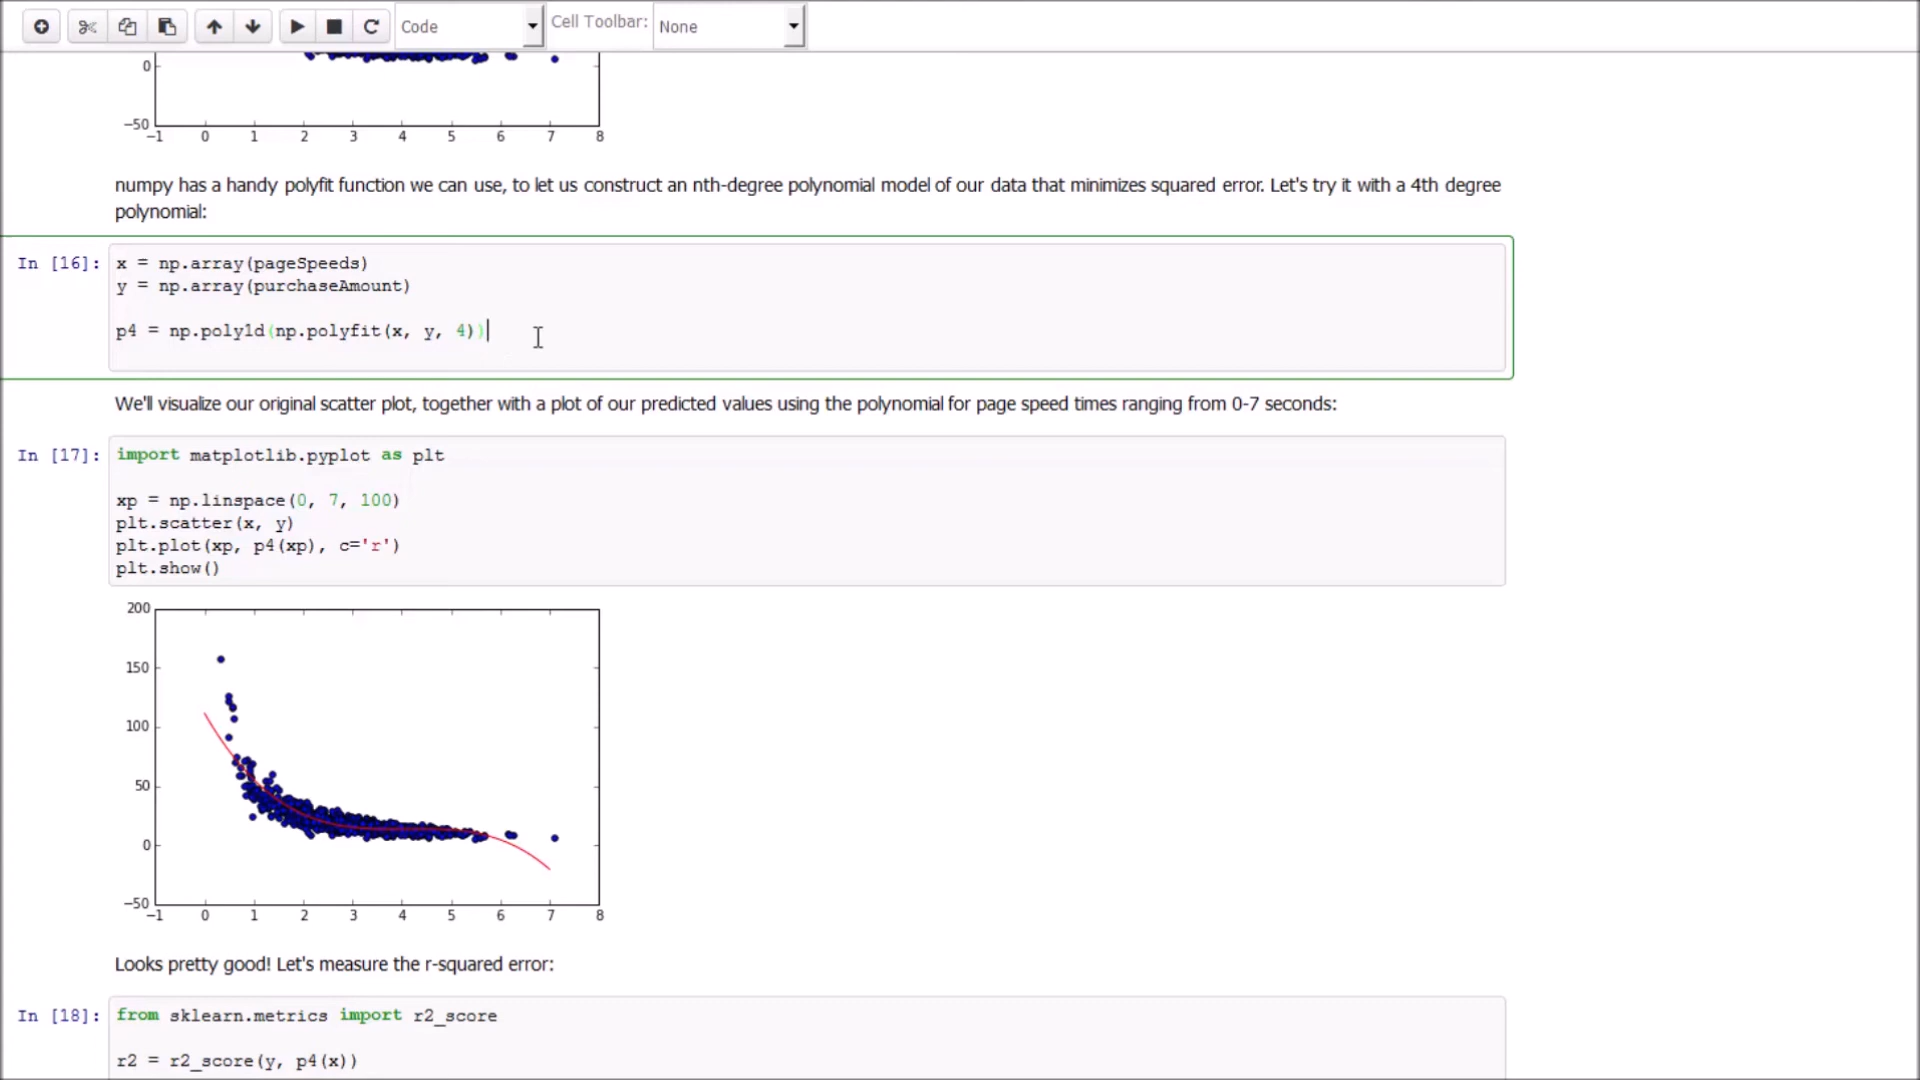 Code Cell Toolbar: None
0
−50
−1 0 1 2 3 4 5 6 7 8
numpy has a handy polyfit function we can use, to let us construct an nth-degree polynomial model of our data that minimizes squared error. Let's try it with a 4th degree
polynomial:
In [16]: x = np.array(pageSpeeds)
y = np.array(purchaseAmount)
p4 = np.poly1d(np.polyfit(x, y, 4))
We'll visualize our original scatter plot, together with a plot of our predicted values using the polynomial for page speed times ranging from 0-7 seconds:
In [17]: import matplotlib.pyplot as plt
xp = np.linspace(0, 7, 100)
plt.scatter(x, y)
plt.plot(xp, p4(xp), c='r')
plt.show()
200
150
100
50
0
−50
−1 0 1 2 3 4 5 6 7 8
Looks pretty good! Let's measure the r-squared error:
In [18]: from sklearn.metrics import r2_score
r2 = r2_score(y, p4(x))